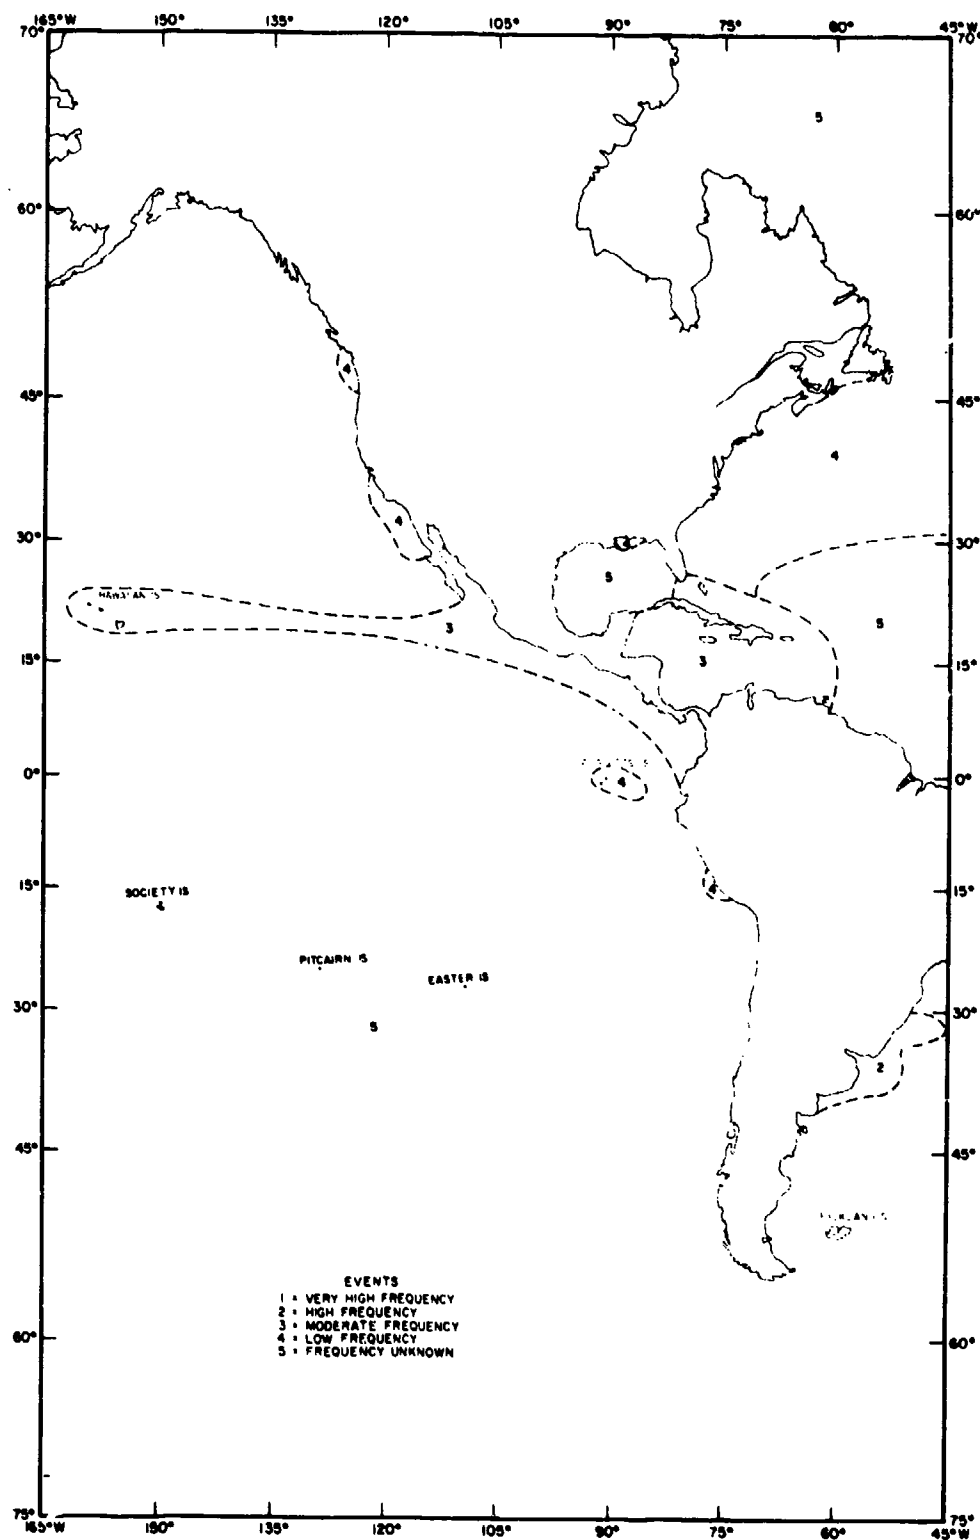 165°W 150° 135° 120° 105° 90° 75° 60° 45°W
70° 70°
5
60° 60°
4
45° 45°
4
4
30° 30°
5
HAWAIIAN IS
3
5
15° 3 15°
0° 4 0°
15° SOCIETY IS 4 15°
PITCAIRN IS
EASTER IS
30° 30°
5
2
45° 45°
EVENTS
1 = VERY HIGH FREQUENCY
2 = HIGH FREQUENCY
3 = MODERATE FREQUENCY
4 = LOW FREQUENCY
5 = FREQUENCY UNKNOWN
60° 60°
75° 75°
165°W 150° 135° 120° 105° 90° 75° 60° 45°W